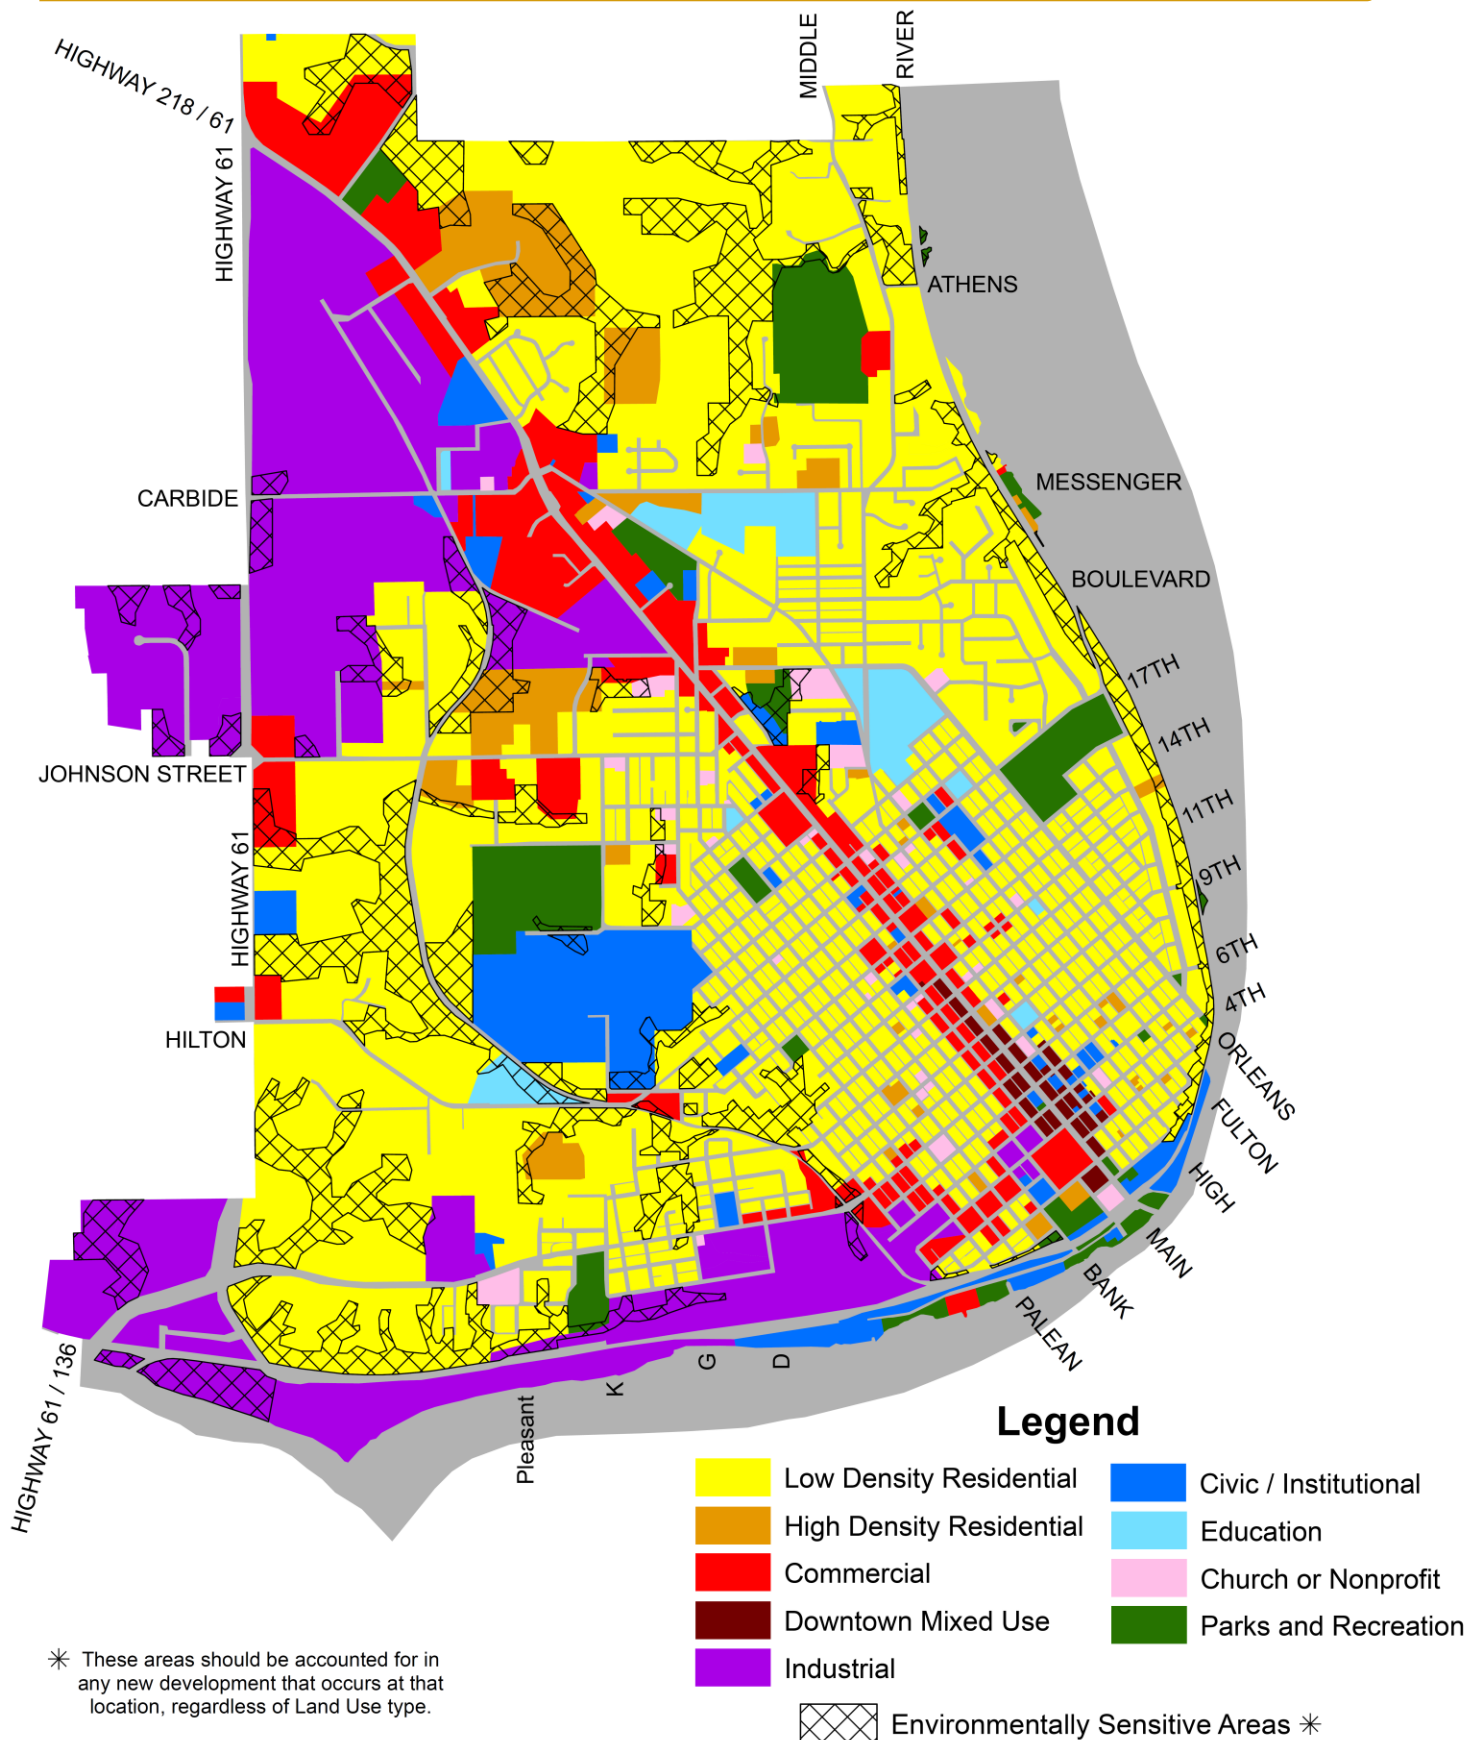 MIDDLE
RIVER
HIGHWAY 218 / 61
HIGHWAY 61
ATHENS
MESSENGER
CARBIDE
BOULEVARD
17TH
14TH
JOHNSON STREET
11TH
9TH
HIGHWAY 61
6TH
4TH
HILTON
ORLEANS
FULTON
HIGH
MAIN
BANK
PALEAN
D
G
K
Pleasant
HIGHWAY 61 / 136
Legend
Low Density Residential
High Density Residential
Commercial
Downtown Mixed Use
Industrial
Civic / Institutional
Education
Church or Nonprofit
Parks and Recreation
Environmentally Sensitive Areas ✳
✳ These areas should be accounted for in
any new development that occurs at that
location, regardless of Land Use type.